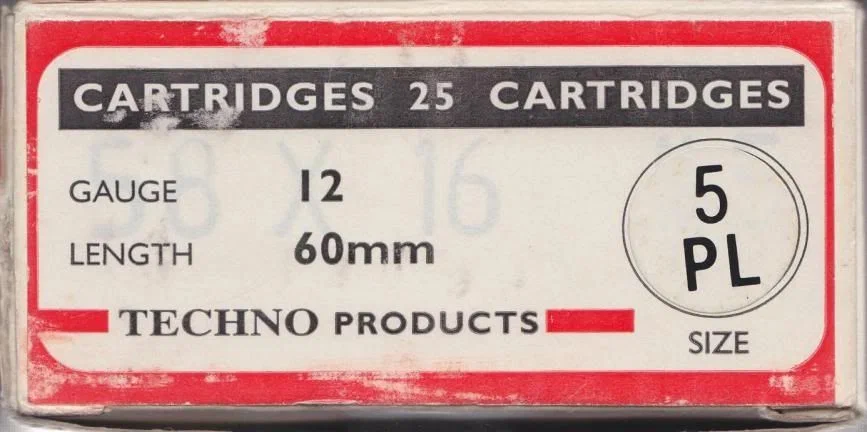 CARTRIDGES 25 CARTRIDGES
58 X 16
GAUGE 12
LENGTH 60mm
5
PL
SIZE
TECHNO PRODUCTS